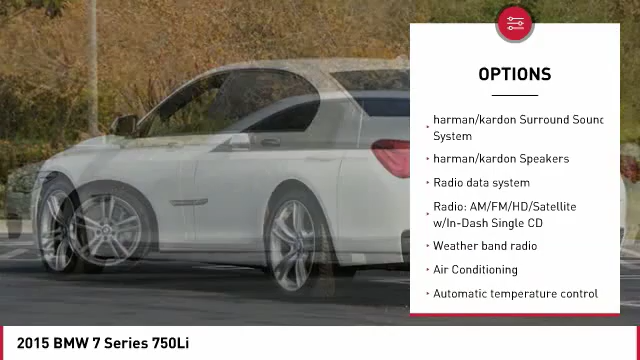 OPTIONS
harman/kardon Surround Sound
System
harman/kardon Speakers
Radio data system
Radio: AM/FM/HD/Satellite
w/In-Dash Single CD
Weather band radio
Air Conditioning
Automatic temperature control
2015 BMW 7 Series 750Li